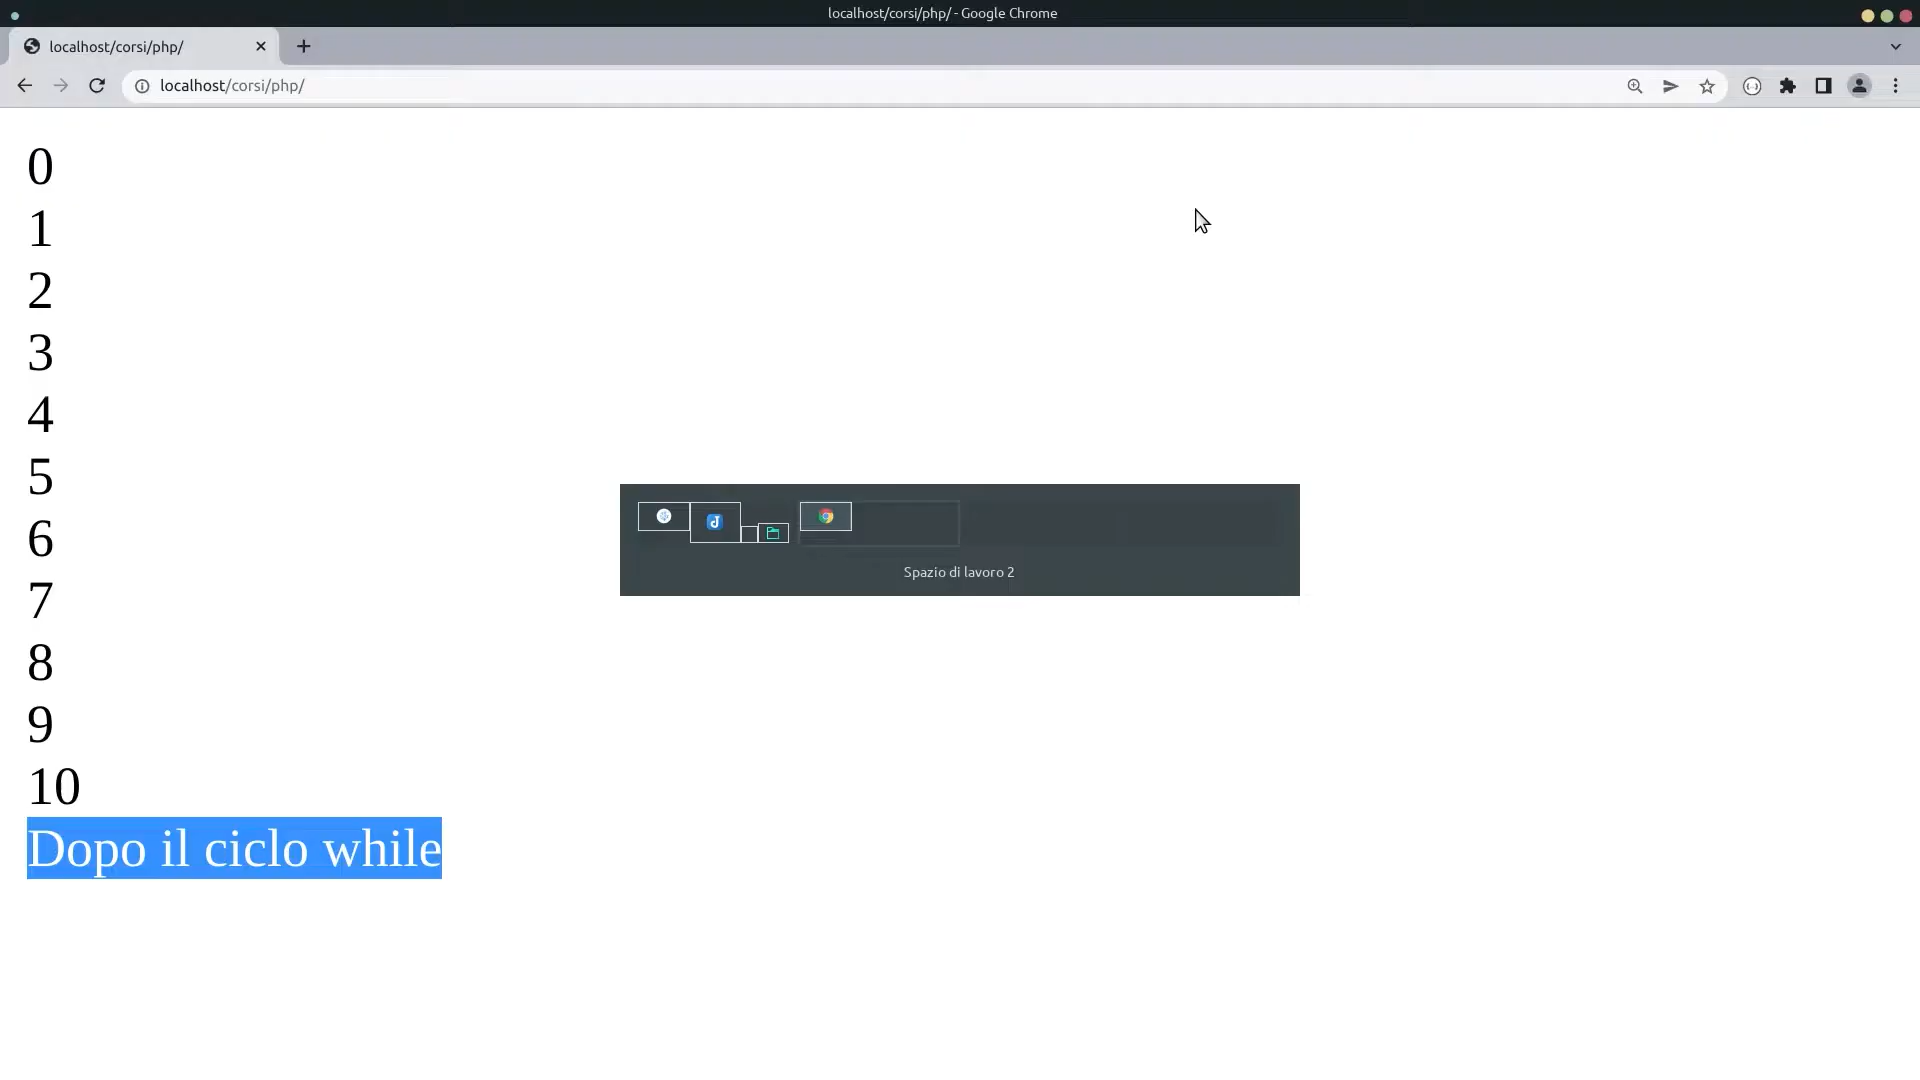 localhost/corsi/php/ - Google Chrome
localhost/corsi/php/
localhost/corsi/php/
0
1
2
3
4
5
6
7
8
9
10
Dopo il ciclo while
Spazio di lavoro 2